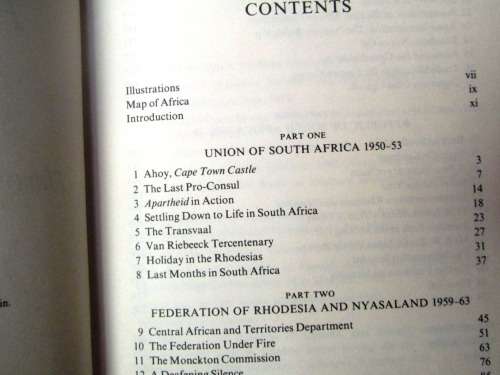 in.
CONTENTS
Illustrations vii
Map of Africa ix
Introduction xi
PART ONE
UNION OF SOUTH AFRICA 1950–53
1 Ahoy, Cape Town Castle 3
2 The Last Pro-Consul 7
3 Apartheid in Action 14
4 Settling Down to Life in South Africa 18
5 The Transvaal 23
6 Van Riebeeck Tercentenary 27
7 Holiday in the Rhodesias 31
8 Last Months in South Africa 37
PART TWO
FEDERATION OF RHODESIA AND NYASALAND 1959–63
9 Central African and Territories Department 45
10 The Federation Under Fire 51
11 The Monckton Commission 63
12 A Deafening Silence 76